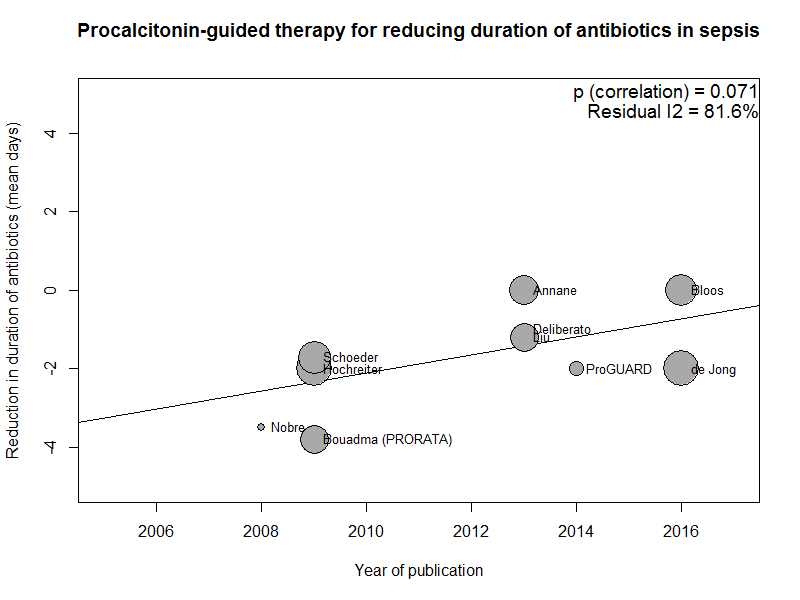 Procalcitonin-guided therapy for reducing duration of antibiotics in sepsis
p (correlation) = 0.071
Residual I2 = 81.6%
Reduction in duration of antibiotics (mean days)
4
2
0
-2
-4
Annane
Bloos
Deliberato
Liu
Schoeder
Hochreiter
ProGUARD
de Jong
Nobre
Bouadma (PRORATA)
2006
2008
2010
2012
2014
2016
Year of publication